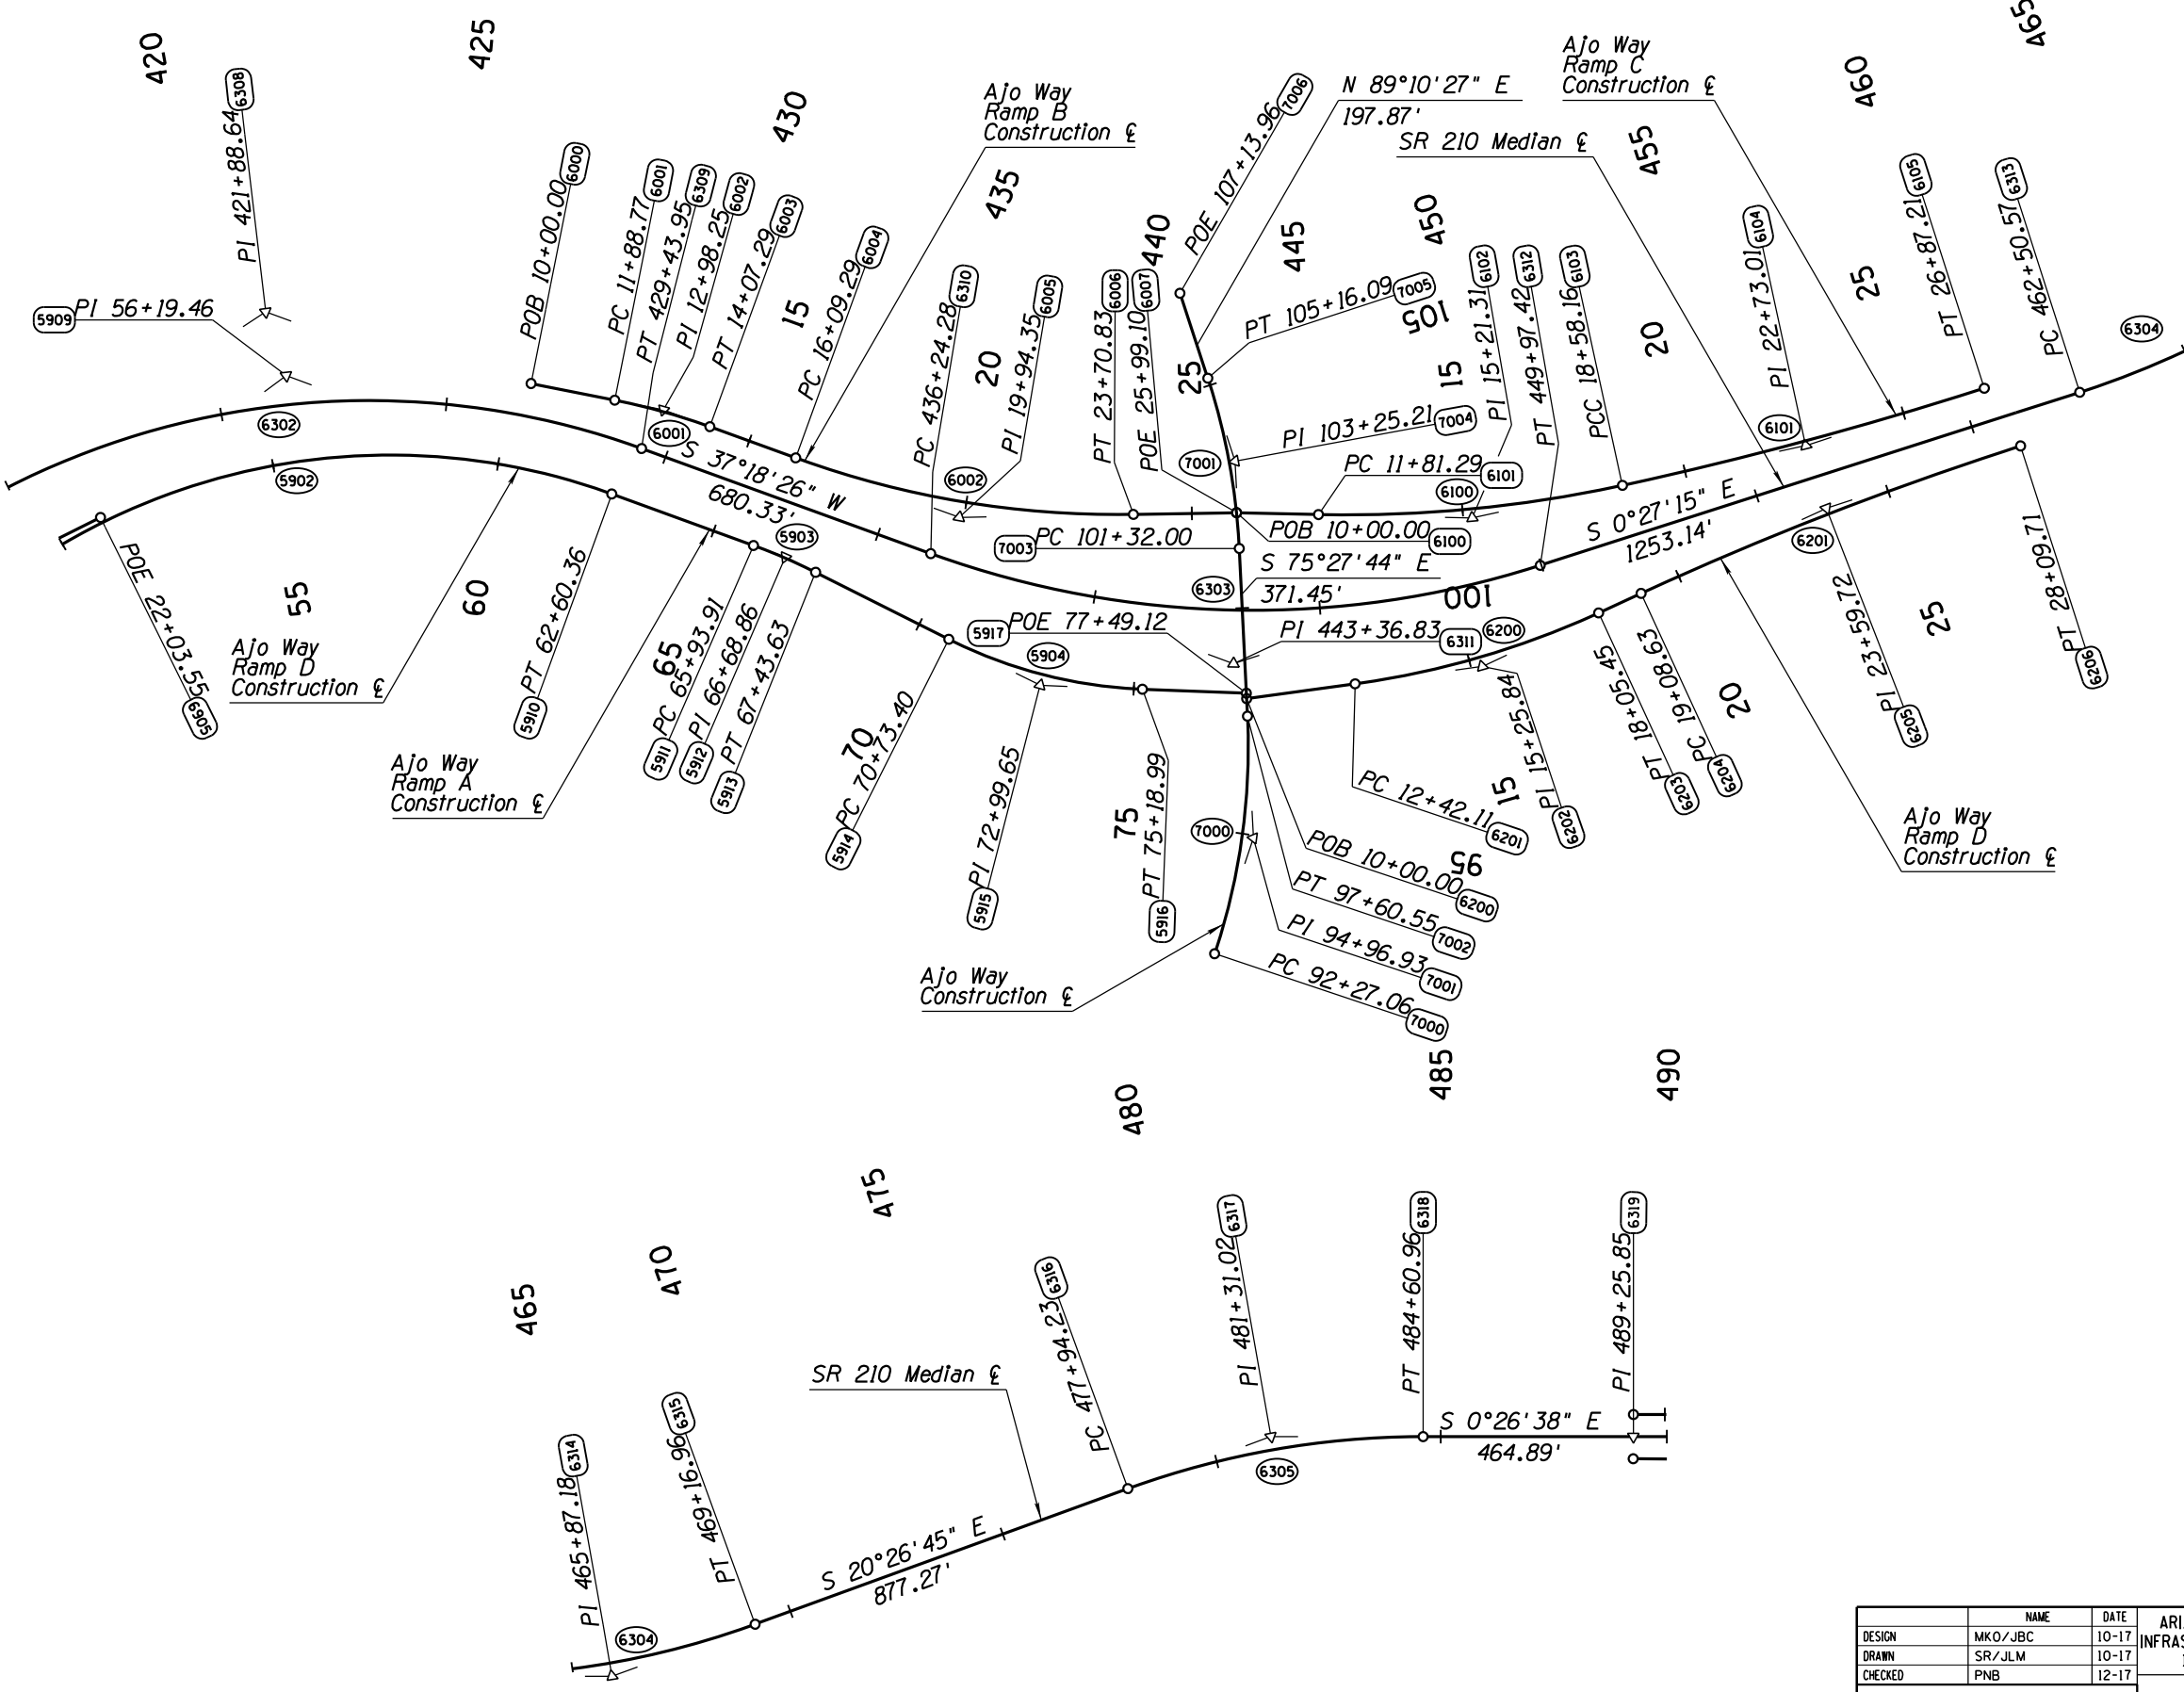 420
425
430
435
440
445
450
455
460
465
PI 421+88.64 6308
5909 PI 56+19.46
POB 10+00.00 6000
PC 11+88.77 6001
PT 429+43.95 6309
PI 12+98.25 6002
PT 14+07.29 6003
15
PC 16+09.29 6004
Ajo Way
Ramp B
Construction ℄
PC 436+24.28 6310
20
PI 19+94.35 6005
PT 23+70.83 6006
POE 25+99.10 6007
25
POE 107+13.96 7006
N 89°10'27" E
197.87'
SR 210 Median ℄
Ajo Way
Ramp C
Construction ℄
PT 105+16.09 7005
105
15
PI 103+25.21 7004
PI 15+21.31 6102
PT 449+97.42 6312
PCC 18+58.16 6103
20
PI 22+73.01 6104
25
PT 26+87.21 6105
PC 462+50.57 6313
6304
6302
5902
6001
S 37°18'26" W
680.33'
5903
6002
7001
PC 11+81.29 6101
6100
6101
POB 10+00.00 6100
7003 PC 101+32.00
S 75°27'44" E
371.45'
6303
100
S 0°27'15" E
1253.14'
6201
POE 22+03.55 5905
55
60
Ajo Way
Ramp D
Construction ℄
PT 62+60.36 5910
65
PC 65+93.91 5911
PI 66+68.86 5912
PT 67+43.63 5913
5917 POE 77+49.12
PI 443+36.83 6311
6200
5904
Ajo Way
Ramp A
Construction ℄
70
PC 70+73.40 5914
PI 72+99.65 5915
75
PT 75+18.99 5916
7000
PC 12+42.11 6201
15
PI 15+25.84 6202
PT 18+05.45 6203
PC 19+08.63 6204
20
PI 23+59.72 6205
25
PT 28+09.71 6206
Ajo Way
Ramp D
Construction ℄
POB 10+00.00 6200
95
PT 97+60.55 7002
PI 94+96.93 7001
PC 92+27.06 7000
Ajo Way
Construction ℄
465
470
475
480
485
490
PI 465+87.18 6314
PT 469+16.96 6315
SR 210 Median ℄
PC 477+94.23 6316
PI 481+31.02 6317
PT 484+60.96 6318
PI 489+25.85 6319
S 0°26'38" E
464.89'
6305
S 20°26'45" E
877.27'
6304
NAME DATE
DESIGN MKO/JBC 10-17
DRAWN SR/JLM 10-17
CHECKED PNB 12-17
ARI
INFRAS